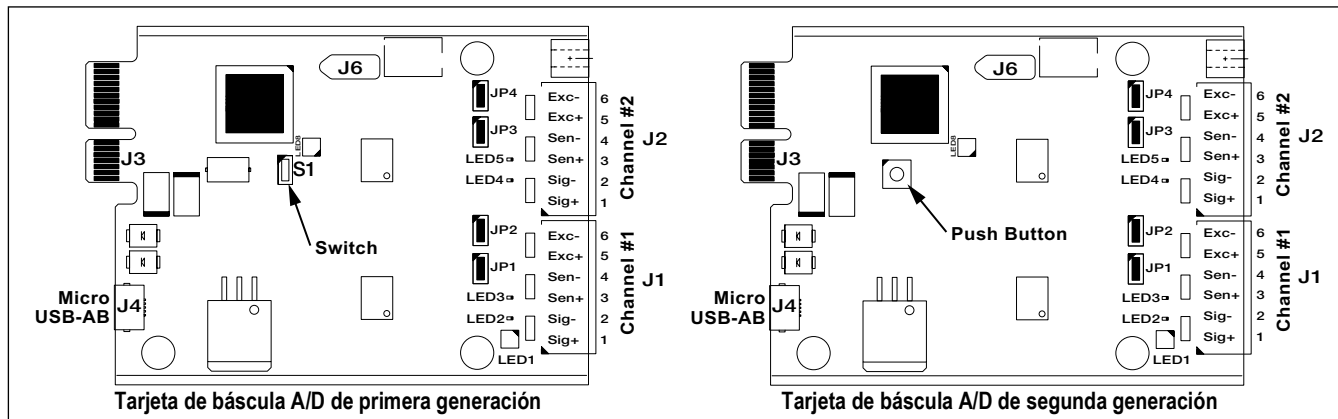 J6
JP4
JP3
LED8
J3
S1
LED5
LED4
Exc- 6
Exc+ 5
Sen- 4
Sen+ 3
Sig- 2
Sig+ 1
Channel #2
J2
Switch
JP2
JP1
LED3
LED2
LED1
Exc- 6
Exc+ 5
Sen- 4
Sen+ 3
Sig- 2
Sig+ 1
Channel #1
J1
Micro
USB-AB
J4
Tarjeta de báscula A/D de primera generación
J6
JP4
JP3
LED8
J3
LED5
LED4
Exc- 6
Exc+ 5
Sen- 4
Sen+ 3
Sig- 2
Sig+ 1
Channel #2
J2
Push Button
JP2
JP1
LED3
LED2
LED1
Exc- 6
Exc+ 5
Sen- 4
Sen+ 3
Sig- 2
Sig+ 1
Channel #1
J1
Micro
USB-AB
J4
Tarjeta de báscula A/D de segunda generación